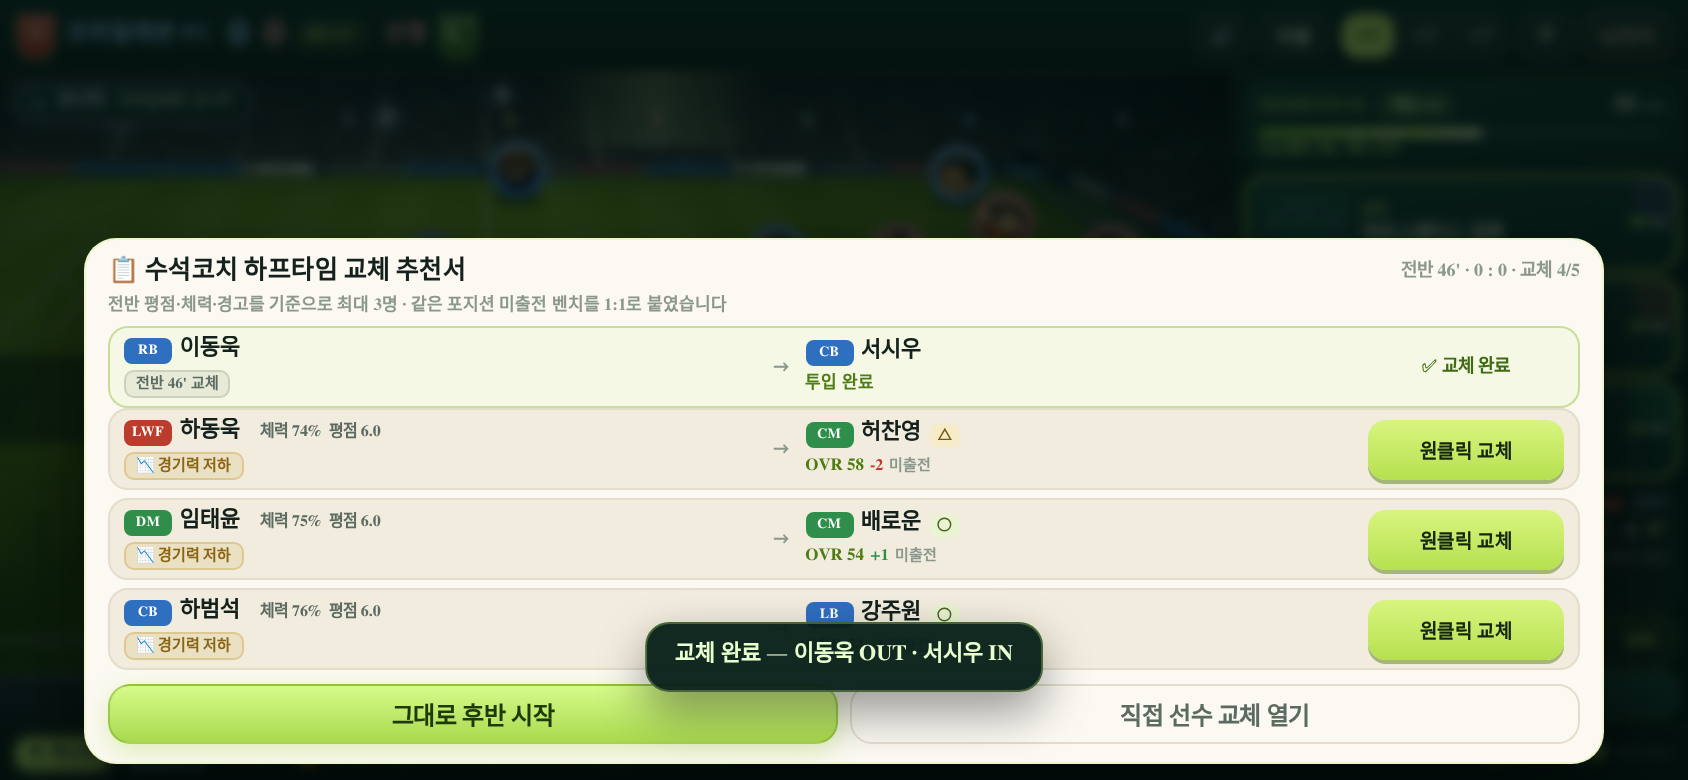 📋 수석코치 하프타임 교체 추천서
전반 46' · 0 : 0 · 교체 4/5
전반 평점·체력·경고를 기준으로 최대 3명 · 같은 포지션 미출전 벤치를 1:1로 붙였습니다
RB 이동욱
전반 46' 교체
→
CB 서시우
투입 완료
✅ 교체 완료
LWF 하동욱 체력 74% 평점 6.0
📉 경기력 저하
→
CM 허찬영 △
OVR 58 -2 미출전
원클릭 교체
DM 임태윤 체력 75% 평점 6.0
📉 경기력 저하
→
CM 배로운 ○
OVR 54 +1 미출전
원클릭 교체
CB 하범석 체력 76% 평점 6.0
📉 경기력 저하
LB 강주원 ○
원클릭 교체
교체 완료 — 이동욱 OUT · 서시우 IN
그대로 후반 시작
직접 선수 교체 열기